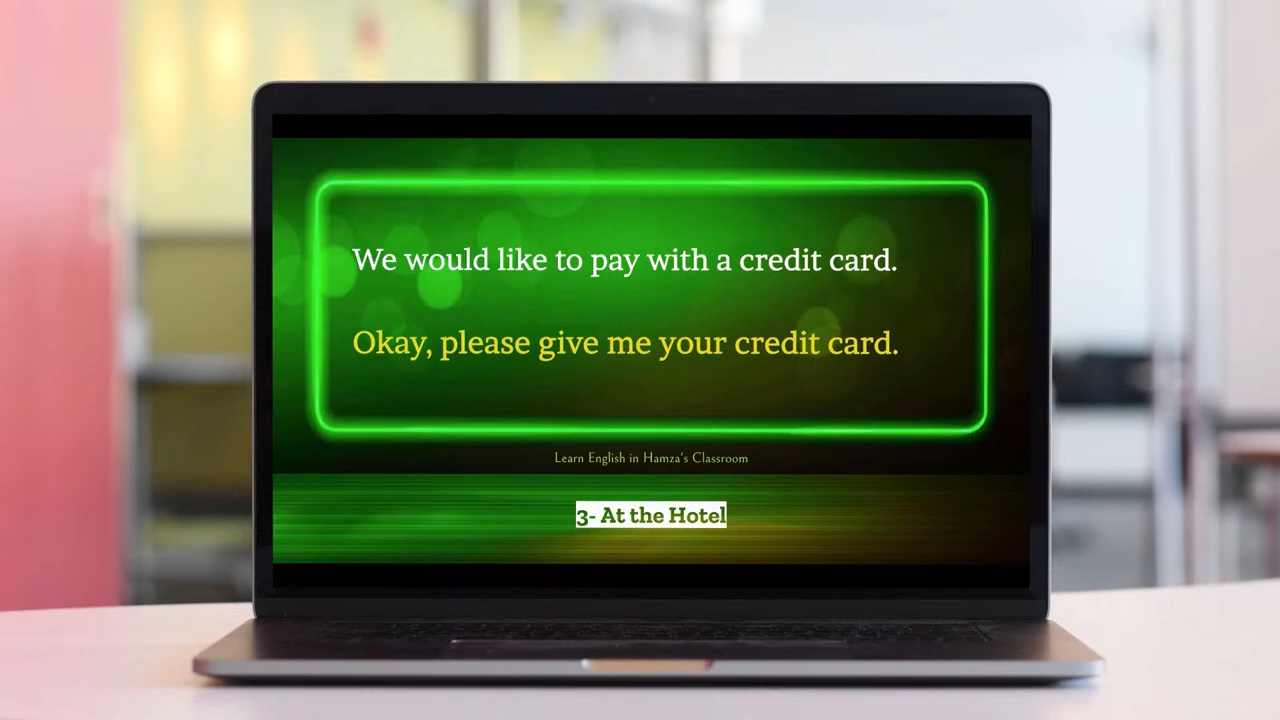 We would like to pay with a credit card.
Okay, please give me your credit card.
Learn English in Hamza's Classroom
3- At the Hotel